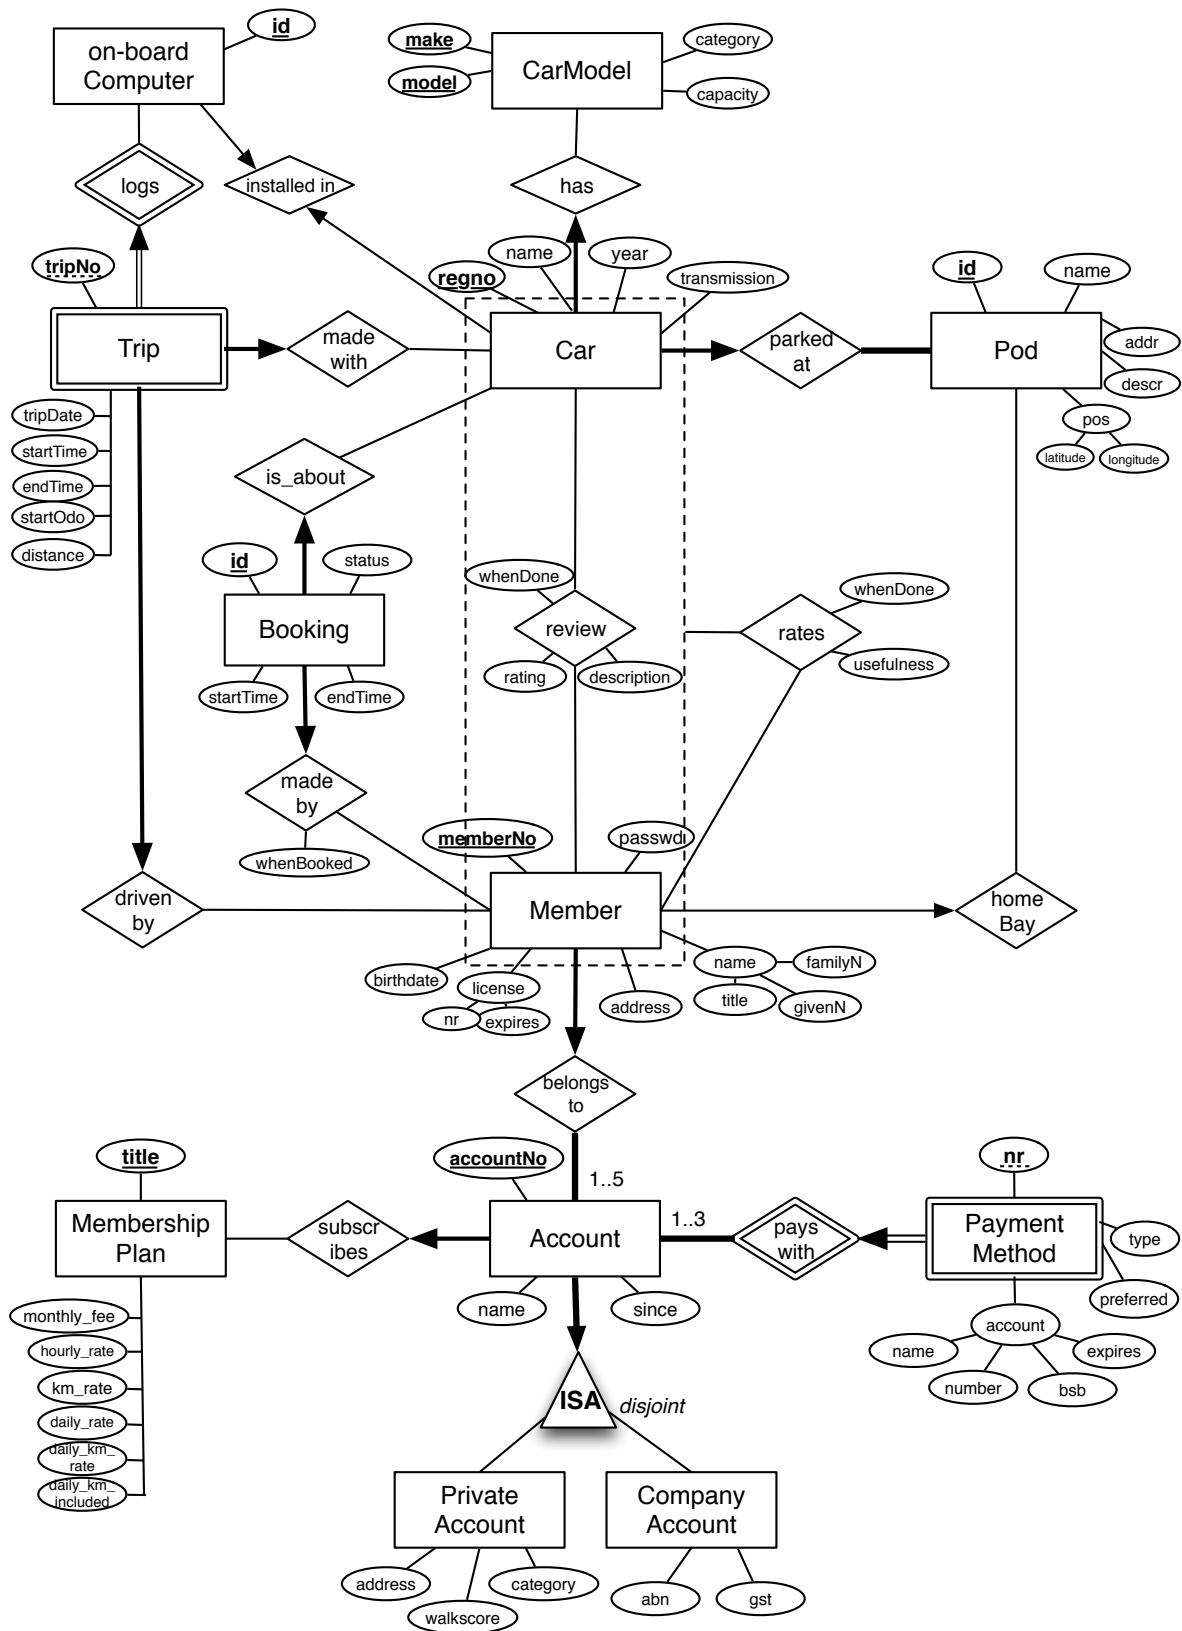 id
on-board
Computer
make
model
CarModel
category
capacity
logs
installed in
has
tripNo
name
year
regno
transmission
id
name
Trip
made
with
Car
parked
at
Pod
addr
descr
pos
latitude
longitude
tripDate
startTime
endTime
startOdo
distance
is_about
id
status
Booking
startTime
endTime
whenDone
review
rating
description
rates
whenDone
usefulness
made
by
whenBooked
memberNo
passwd
driven
by
Member
home
Bay
birthdate
license
nr
expires
address
name
familyN
title
givenN
belongs
to
title
accountNo
1..5
nr
Membership
Plan
subscr
ibes
Account
1..3
pays
with
Payment
Method
type
preferred
name
since
monthly_fee
hourly_rate
km_rate
daily_rate
daily_km_
rate
daily_km_
included
account
name
number
bsb
expires
ISA
disjoint
Private
Account
Company
Account
address
walkscore
category
abn
gst